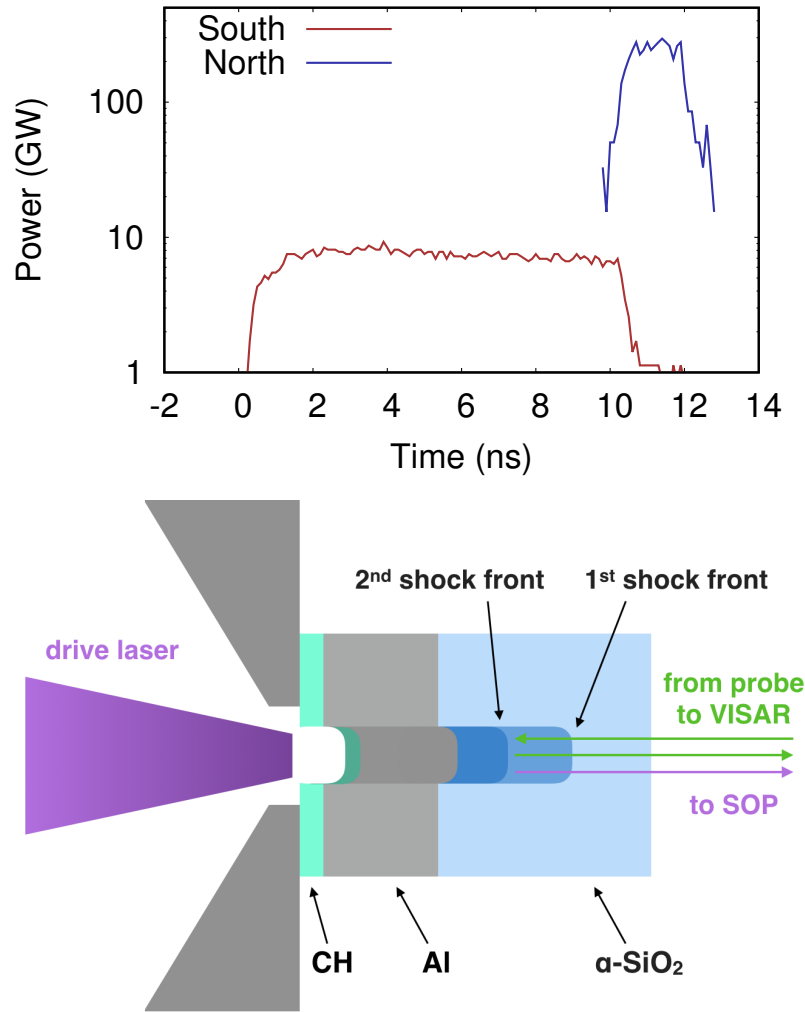 South
North
Power (GW)
100
10
1
-2 0 2 4 6 8 10 12 14
Time (ns)
2nd shock front
1st shock front
drive laser
from probe
to VISAR
to SOP
CH
Al
α-SiO₂